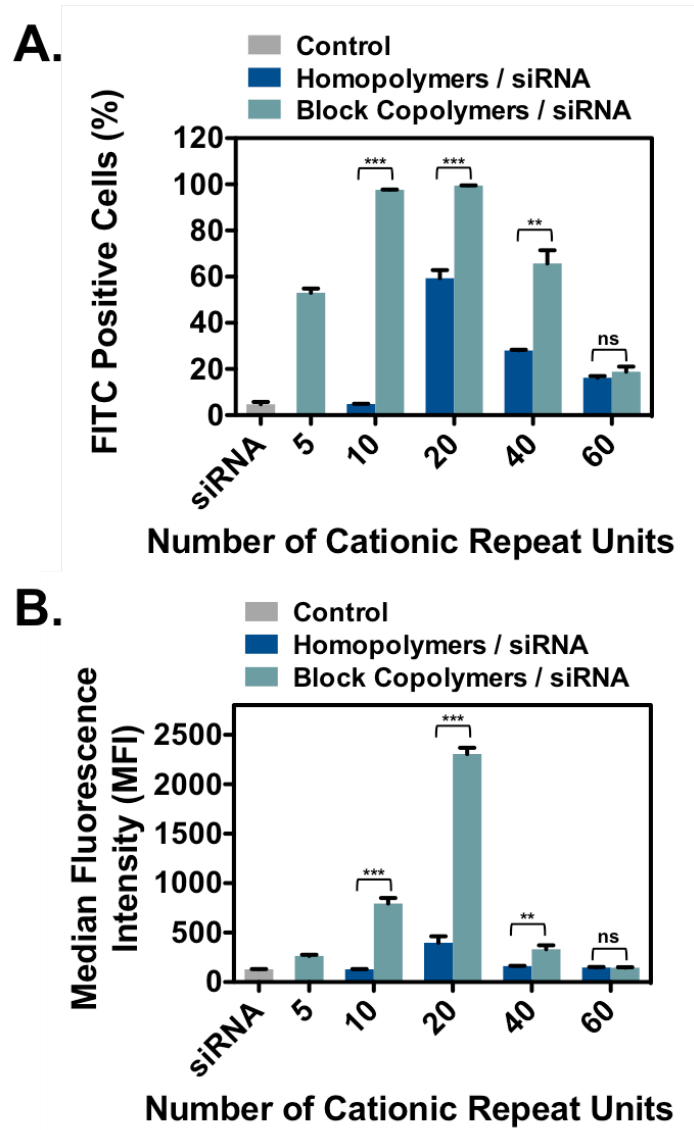 A.
Control
Homopolymers / siRNA
Block Copolymers / siRNA
FITC Positive Cells (%)
120
100
80
60
40
20
0
*** *** ** ns
siRNA 5 10 20 40 60
Number of Cationic Repeat Units
B.
Control
Homopolymers / siRNA
Block Copolymers / siRNA
Median Fluorescence
Intensity (MFI)
2500
2000
1500
1000
500
0
*** *** ** ns
siRNA 5 10 20 40 60
Number of Cationic Repeat Units